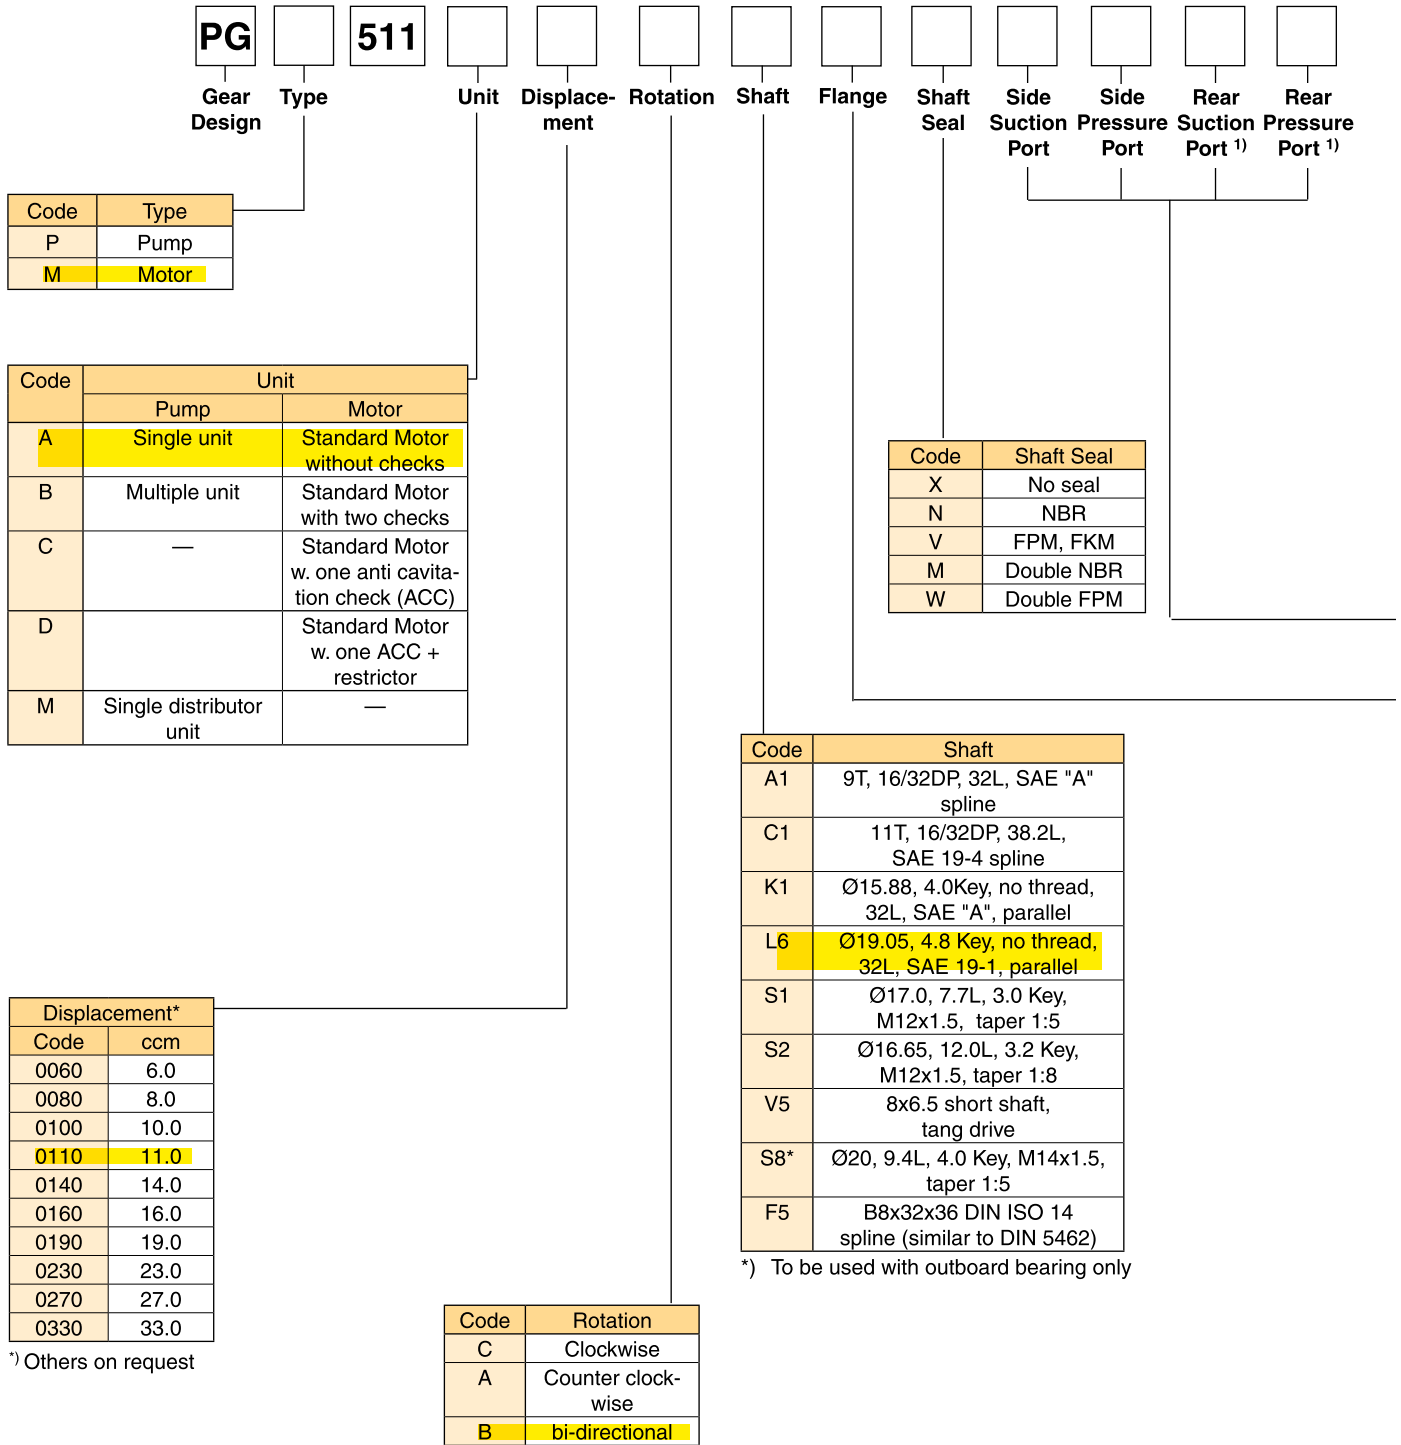 PG 511
Gear Design
Type
Unit
Displace-
ment
Rotation
Shaft
Flange
Shaft
Seal
Side
Suction
Port
Side
Pressure
Port
Rear
Suction
Port 1)
Rear
Pressure
Port 1)
Code Type
P Pump
M Motor
Code Unit
Pump Motor
A Single unit Standard Motor
without checks
B Multiple unit Standard Motor
with two checks
C — Standard Motor
w. one anti cavita-
tion check (ACC)
D Standard Motor
w. one ACC +
restrictor
M Single distributor —
unit
Code Shaft Seal
X No seal
N NBR
V FPM, FKM
M Double NBR
W Double FPM
Code Shaft
A1 9T, 16/32DP, 32L, SAE "A"
spline
C1 11T, 16/32DP, 38.2L,
SAE 19-4 spline
K1 Ø15.88, 4.0Key, no thread,
32L, SAE "A", parallel
L6 Ø19.05, 4.8 Key, no thread,
32L, SAE 19-1, parallel
S1 Ø17.0, 7.7L, 3.0 Key,
M12x1.5, taper 1:5
S2 Ø16.65, 12.0L, 3.2 Key,
M12x1.5, taper 1:8
V5 8x6.5 short shaft,
tang drive
S8* Ø20, 9.4L, 4.0 Key, M14x1.5,
taper 1:5
F5 B8x32x36 DIN ISO 14
spline (similar to DIN 5462)
*) To be used with outboard bearing only
Displacement*
Code ccm
0060 6.0
0080 8.0
0100 10.0
0110 11.0
0140 14.0
0160 16.0
0190 19.0
0230 23.0
0270 27.0
0330 33.0
*) Others on request
Code Rotation
C Clockwise
A Counter clock-
wise
B bi-directional